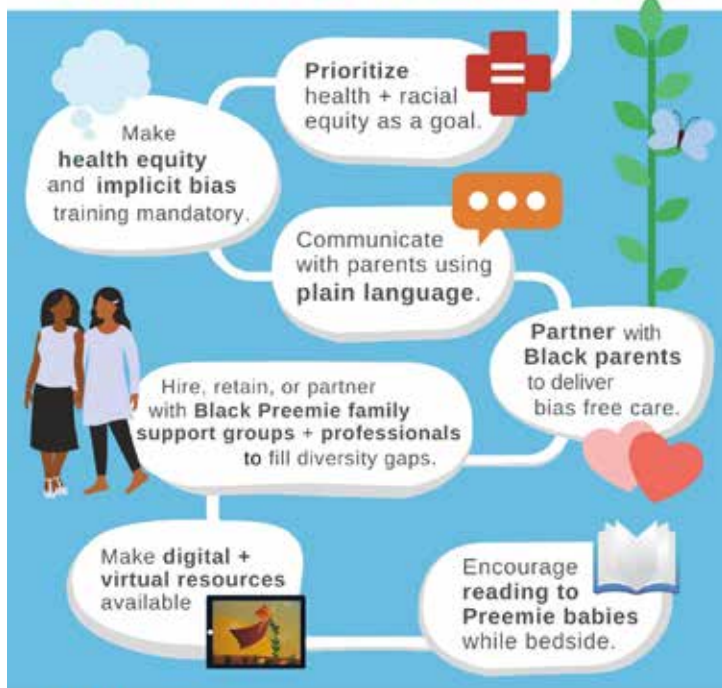 Prioritize
health + racial
equity as a goal.
Make
health equity
and implicit bias
training mandatory.
Communicate
with parents using
plain language.
Partner with
Black parents
to deliver
bias free care.
Hire, retain, or partner
with Black Preemie family
support groups + professionals
to fill diversity gaps.
Make digital +
virtual resources
available
Encourage
reading to
Preemie babies
while bedside.